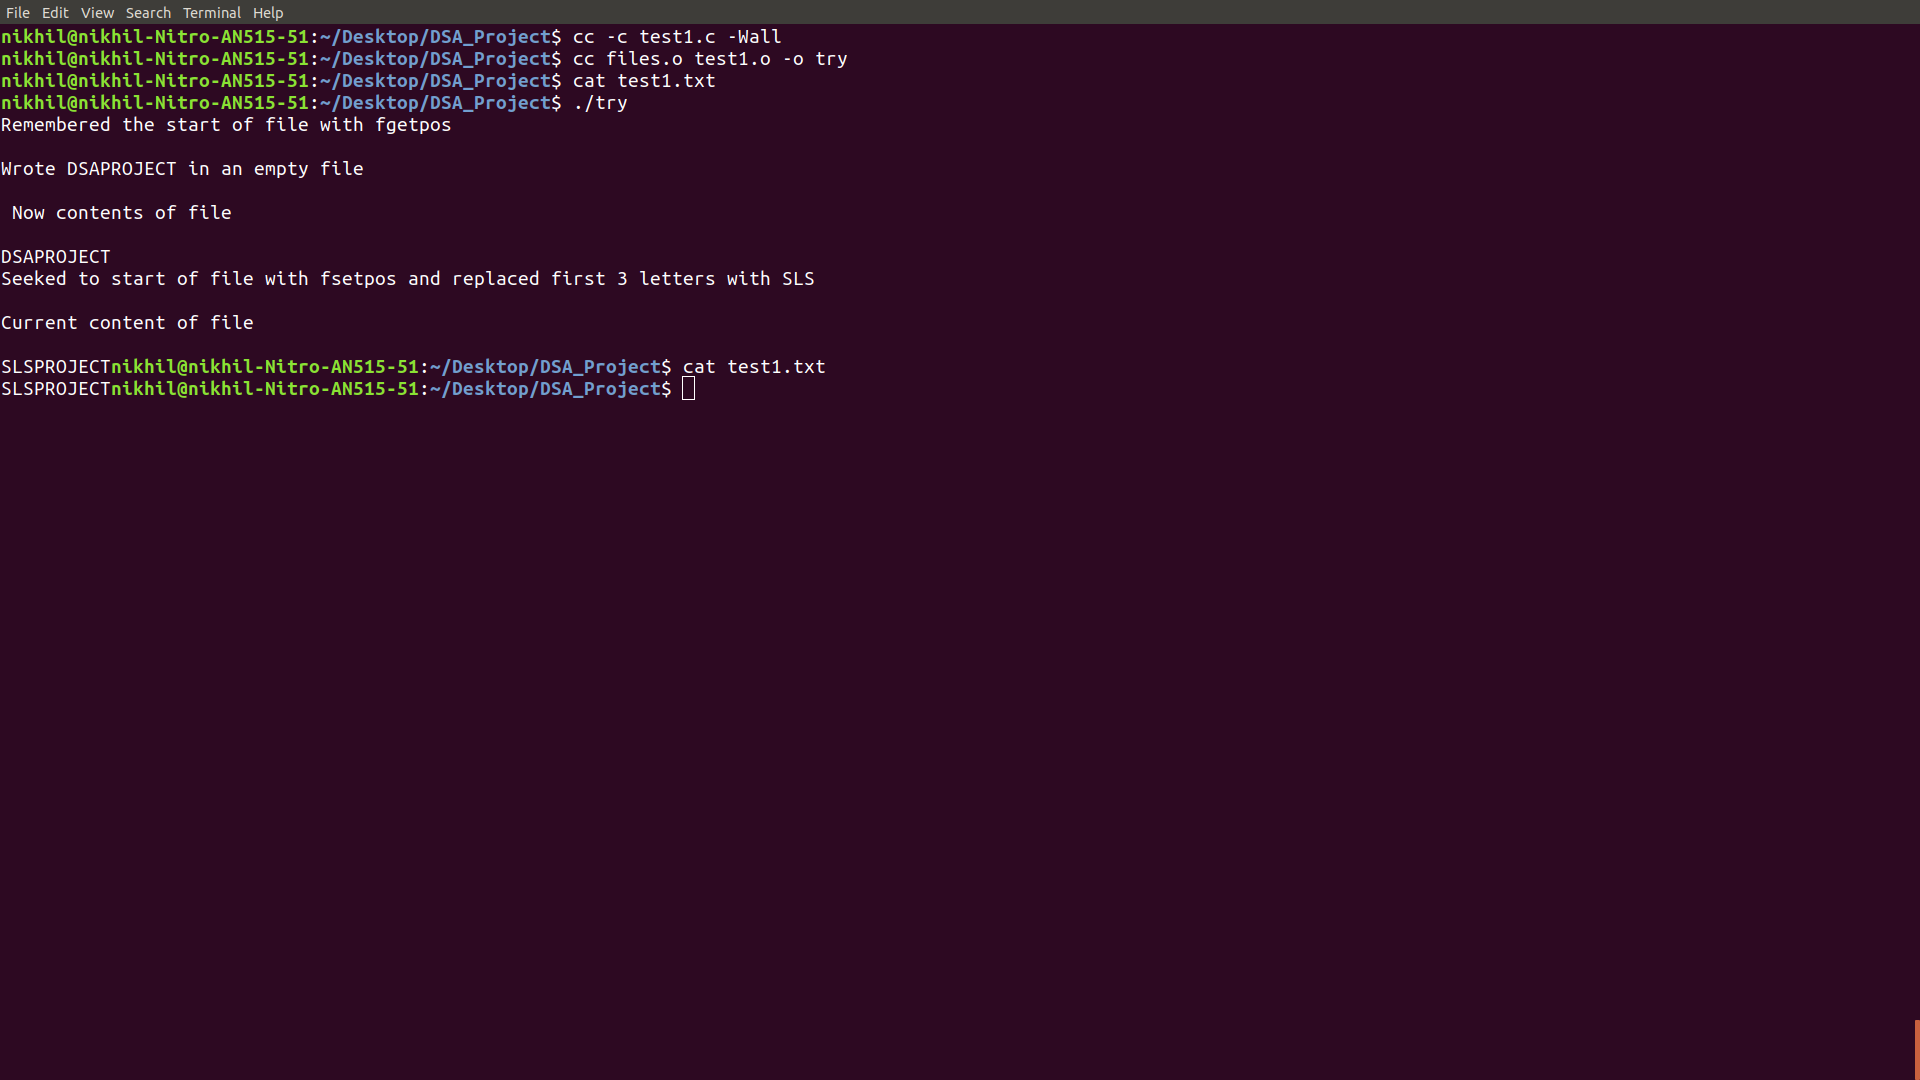 File Edit View Search Terminal Help
nikhil@nikhil-Nitro-AN515-51:~/Desktop/DSA_Project$ cc -c test1.c -Wall
nikhil@nikhil-Nitro-AN515-51:~/Desktop/DSA_Project$ cc files.o test1.o -o try
nikhil@nikhil-Nitro-AN515-51:~/Desktop/DSA_Project$ cat test1.txt
nikhil@nikhil-Nitro-AN515-51:~/Desktop/DSA_Project$ ./try
Remembered the start of file with fgetpos
Wrote DSAPROJECT in an empty file
Now contents of file
DSAPROJECT
Seeked to start of file with fsetpos and replaced first 3 letters with SLS
Current content of file
SLSPROJECTnikhil@nikhil-Nitro-AN515-51:~/Desktop/DSA_Project$ cat test1.txt
SLSPROJECTnikhil@nikhil-Nitro-AN515-51:~/Desktop/DSA_Project$